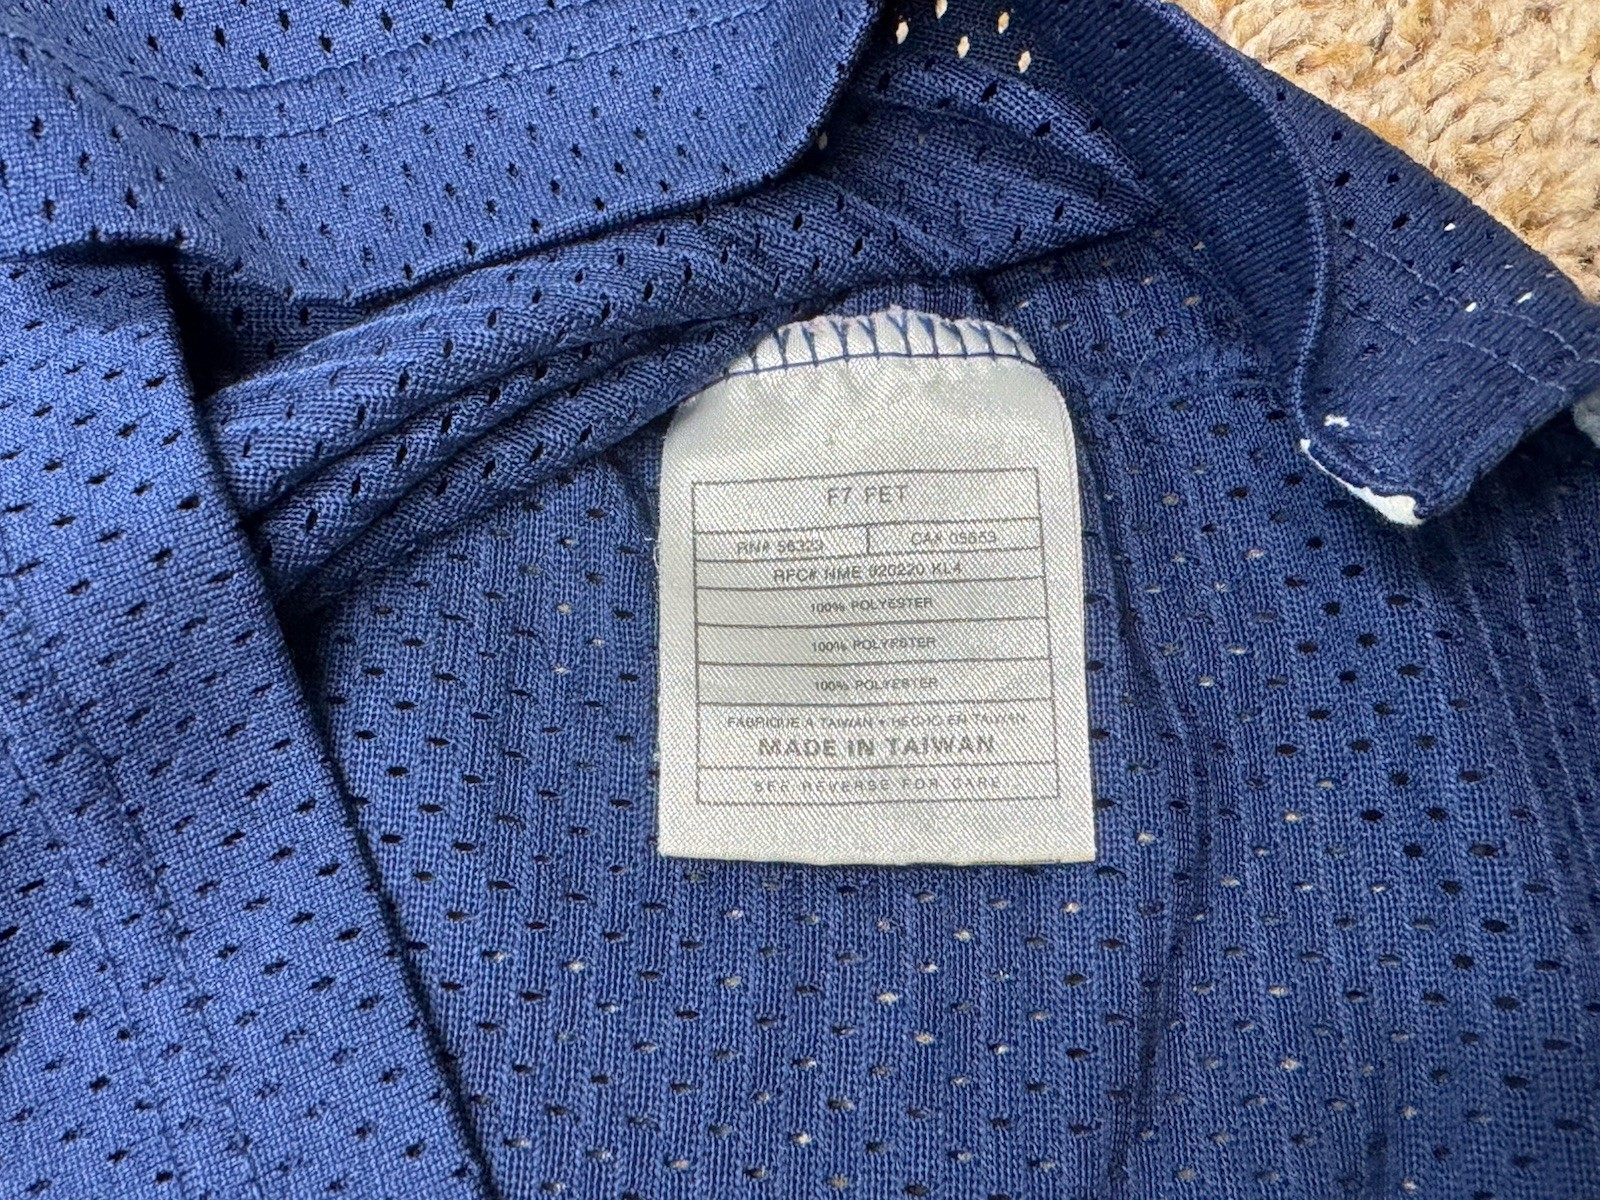 F7 FET
RN# 56323 CA# 05553
RFC# NME 920220 KL4
100% POLYESTER
100% POLYESTER
100% POLYESTER
FABRIQUE A TAIWAN • HECHO EN TAIWAN
MADE IN TAIWAN
SEE REVERSE FOR CARE